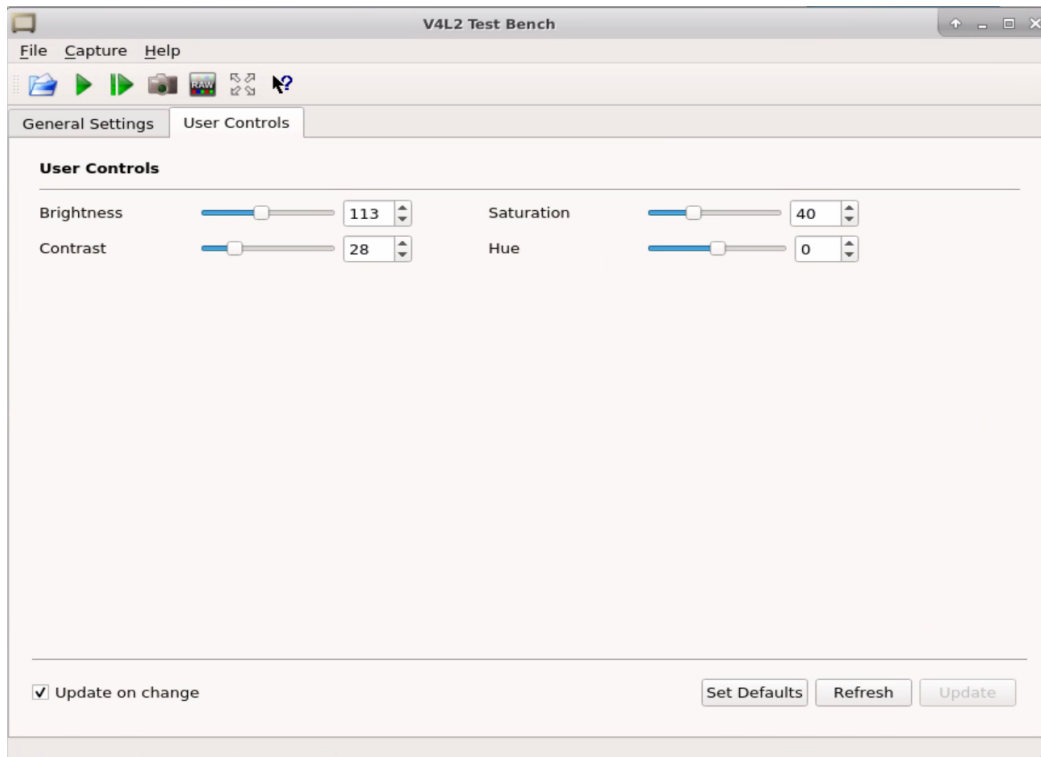 V4L2 Test Bench
File Capture Help
RAW
General Settings User Controls
User Controls
Brightness 113 Saturation 40
Contrast 28 Hue 0
Update on change Set Defaults Refresh Update